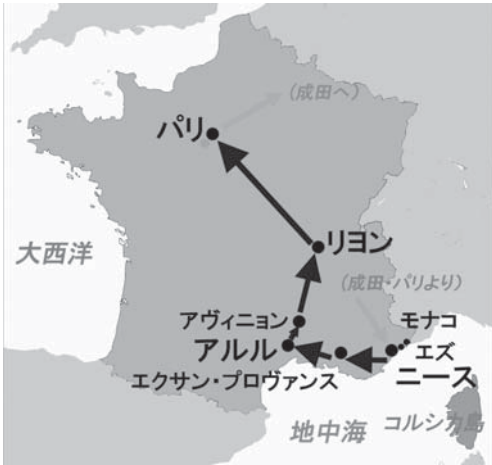 (成田へ)
パリ
大西洋
リヨン
(成田・パリより)
アヴィニョン
モナコ
アルル
エズ
エクサン・プロヴァンス
ニース
地中海
コルシカ島